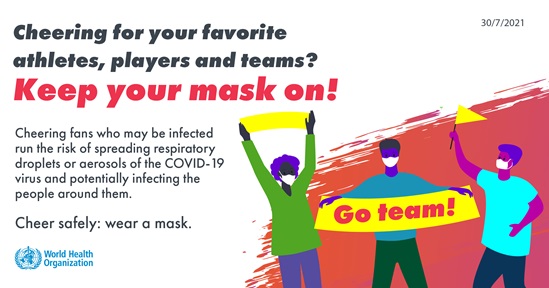 30/7/2021
Cheering for your favorite
athletes, players and teams?
Keep your mask on!
Cheering fans who may be infected
run the risk of spreading respiratory
droplets or aerosols of the COVID-19
virus and potentially infecting the
people around them.
Cheer safely: wear a mask.
World Health
Organization
Go team!